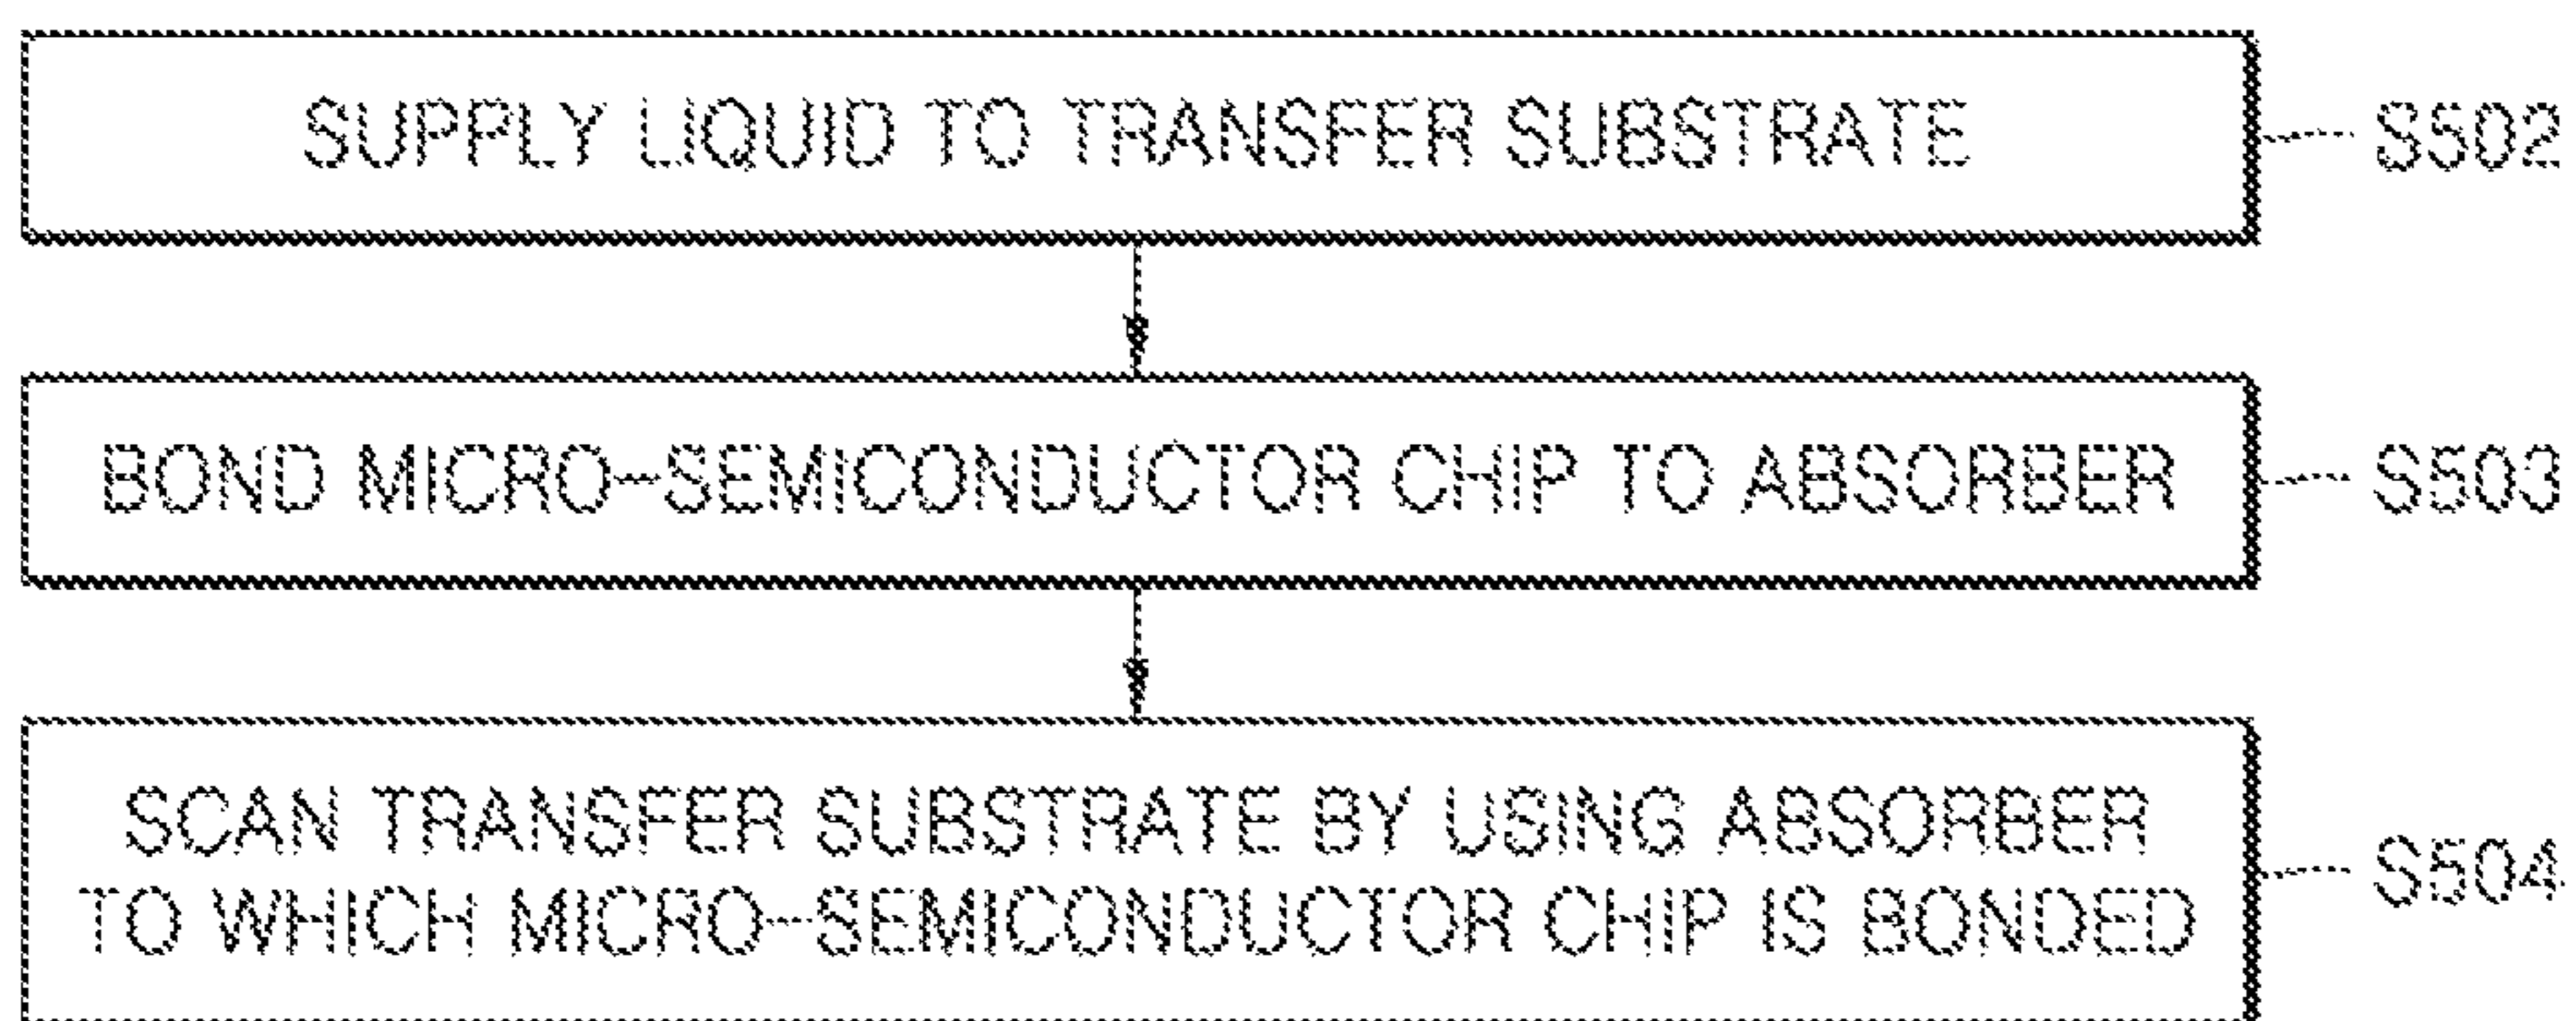 SUPPLY LIQUID TO TRANSFER SUBSTRATE
S502
BOND MICRO-SEMICONDUCTOR CHIP TO ABSORBER
S503
SCAN TRANSFER SUBSTRATE BY USING ABSORBER
TO WHICH MICRO-SEMICONDUCTOR CHIP IS BONDED
S504